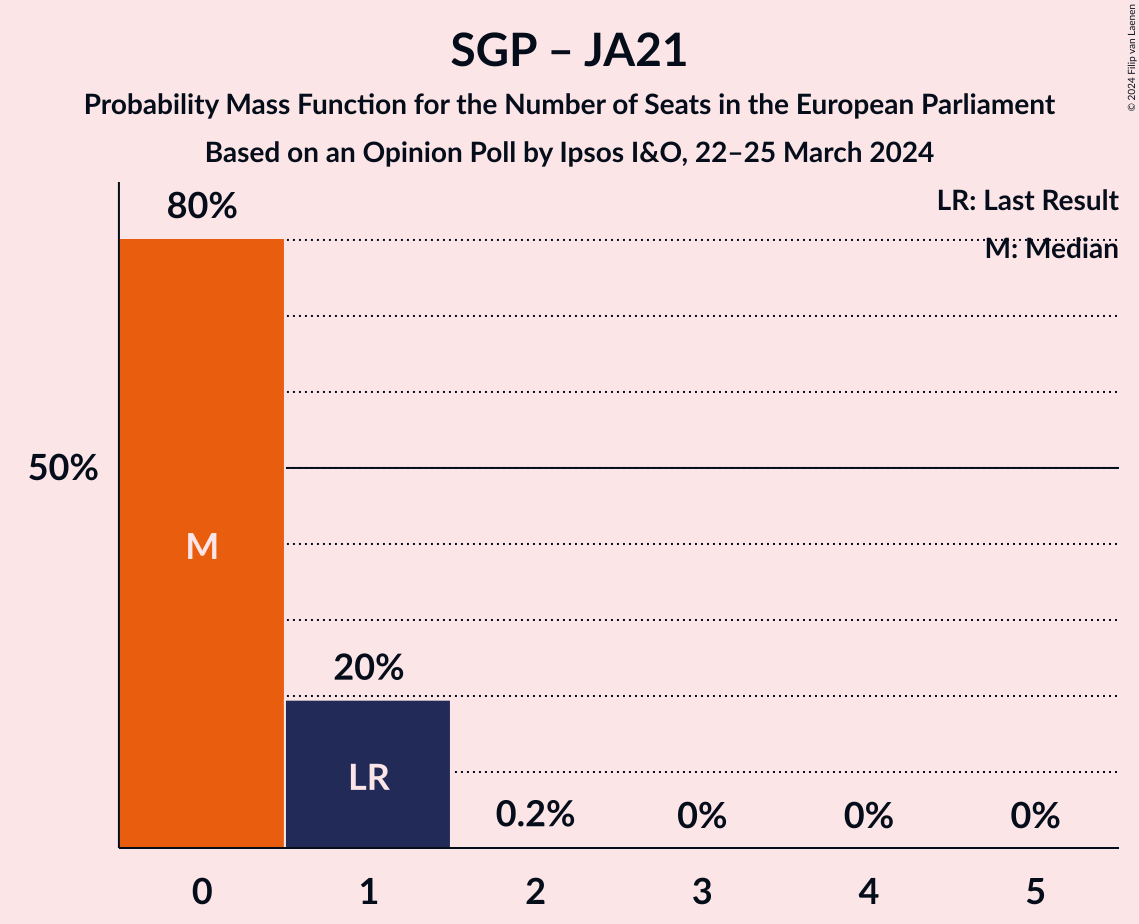 SGP – JA21
Probability Mass Function for the Number of Seats in the European Parliament
Based on an Opinion Poll by Ipsos I&O, 22–25 March 2024
© 2024 Filip van Laenen
LR: Last Result
M: Median
80%
50%
M
20%
LR
0.2%
0%
0%
0%
0 1 2 3 4 5